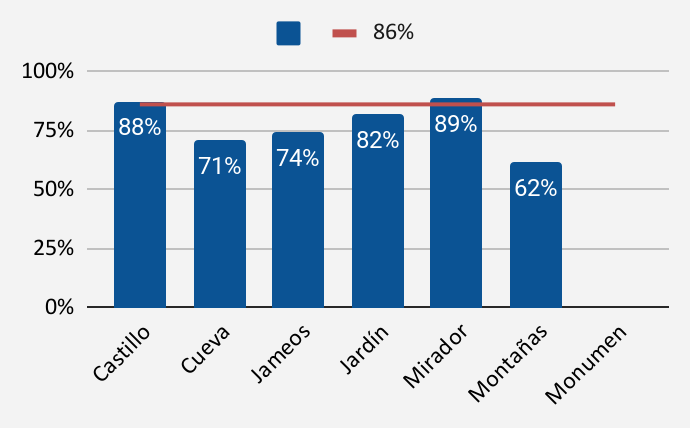 86%
100%
75%
50%
25%
0%
88%
71%
74%
82%
89%
62%
Castillo
Cueva
Jameos
Jardín
Mirador
Montañas
Monumen